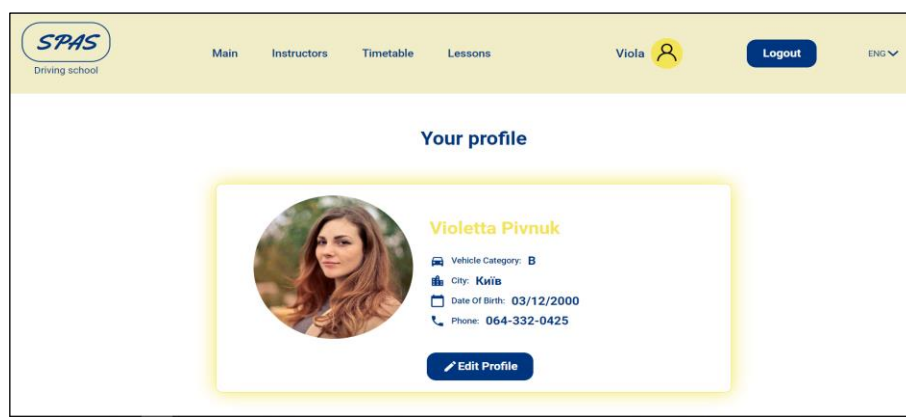 SPAS
Driving school
Main Instructors Timetable Lessons Viola Logout ENG
Your profile
Violetta Pivnuk
Vehicle Category: B
City: Київ
Date Of Birth: 03/12/2000
Phone: 064-332-0425
Edit Profile